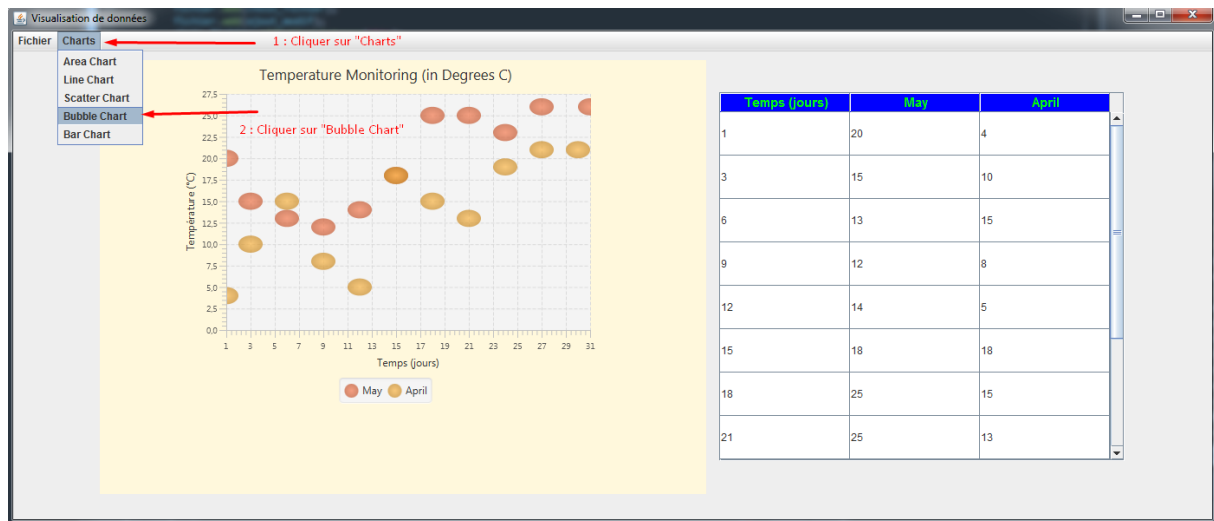 Visualisation de données
Fichier Charts
1 : Cliquer sur "Charts"
Area Chart
Line Chart
Scatter Chart
Bubble Chart
Bar Chart
2 : Cliquer sur "Bubble Chart"
Temperature Monitoring (in Degrees C)
Température (°C)
27,5
25,0
22,5
20,0
17,5
15,0
12,5
10,0
7,5
5,0
2,5
0,0
1 3 5 7 9 11 13 15 17 19 21 23 25 27 29 31
Temps (jours)
May April
Temps (jours) May April
1 20 4
3 15 10
6 13 15
9 12 8
12 14 5
15 18 18
18 25 15
21 25 13